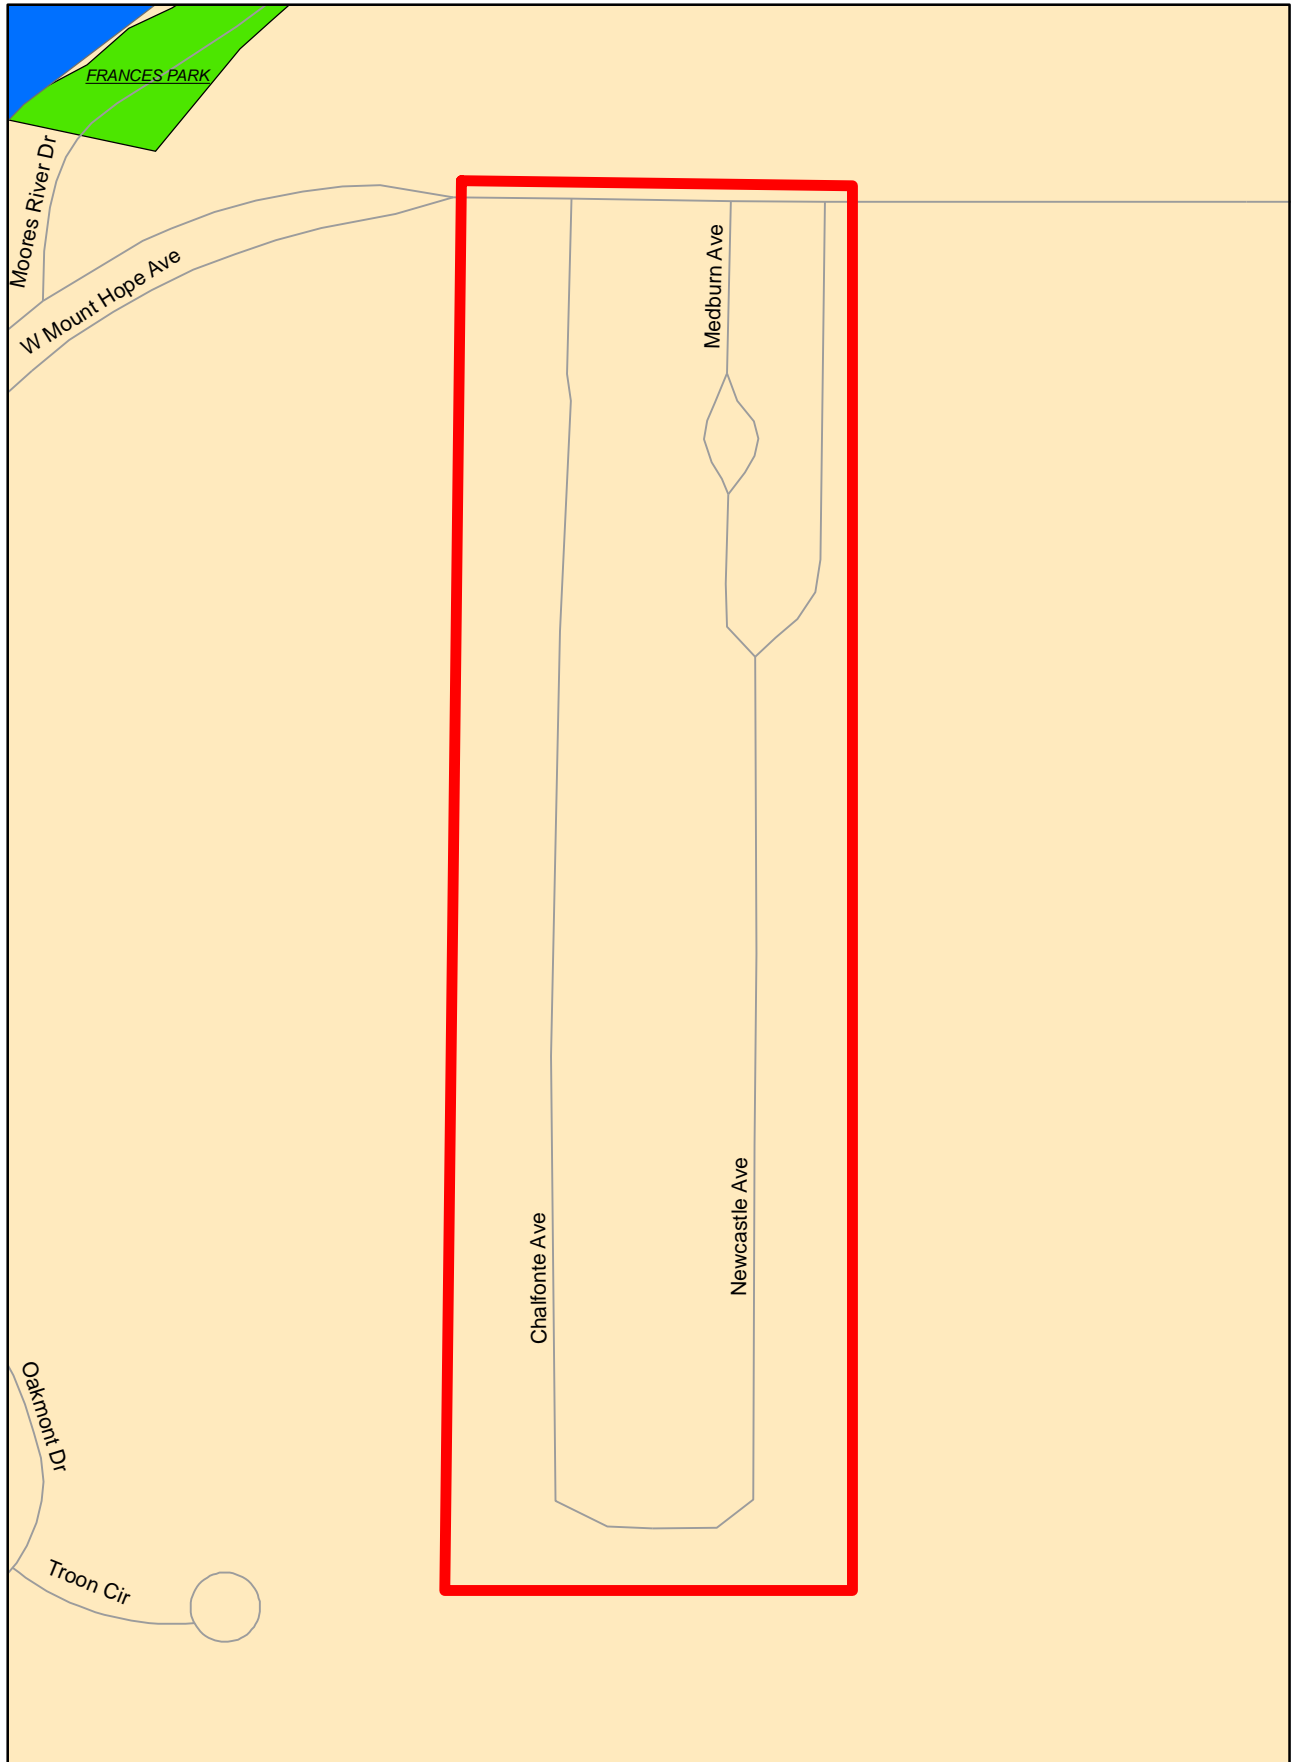 FRANCES PARK
Moores River Dr
W Mount Hope Ave
Medburn Ave
Newcastle Ave
Chalfonte Ave
Oakmont Dr
Troon Cir